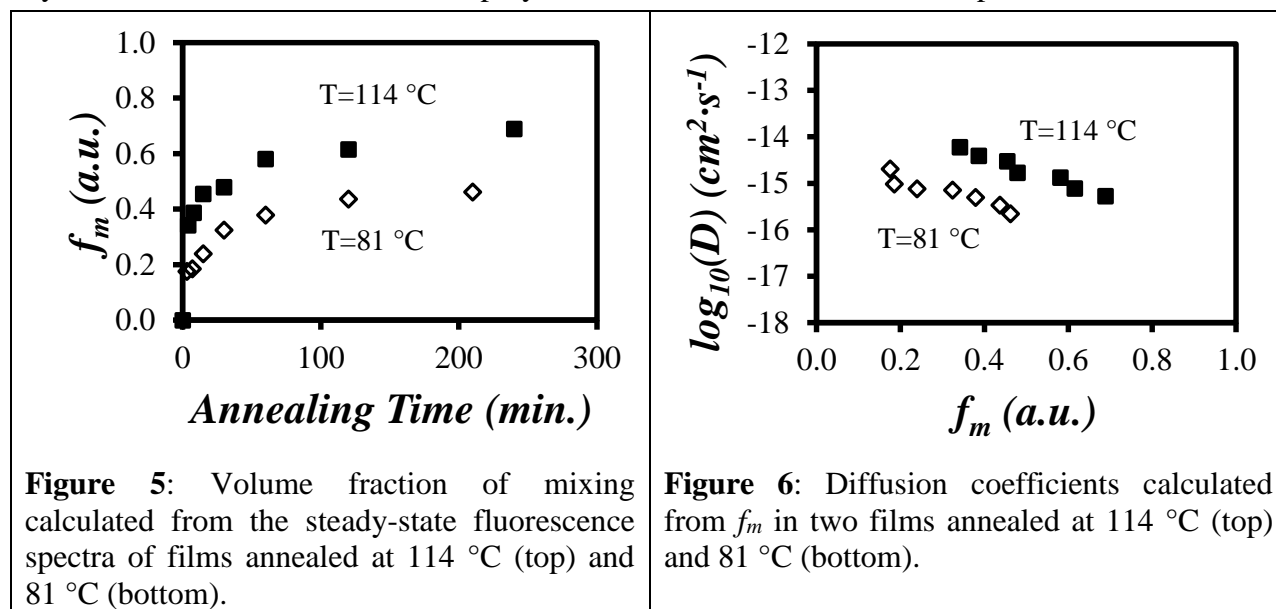 1.0
0.8
0.6
0.4
0.2
0.0
f_m (a.u.)
T=114 °C
T=81 °C
0 100 200 300
Annealing Time (min.)
Figure 5: Volume fraction of mixing
calculated from the steady-state fluorescence
spectra of films annealed at 114 °C (top) and
81 °C (bottom).
-12
-13
-14
-15
-16
-17
-18
log₁₀(D) (cm²·s⁻¹)
T=114 °C
T=81 °C
0.0 0.2 0.4 0.6 0.8 1.0
f_m (a.u.)
Figure 6: Diffusion coefficients calculated
from f_m in two films annealed at 114 °C (top)
and 81 °C (bottom).